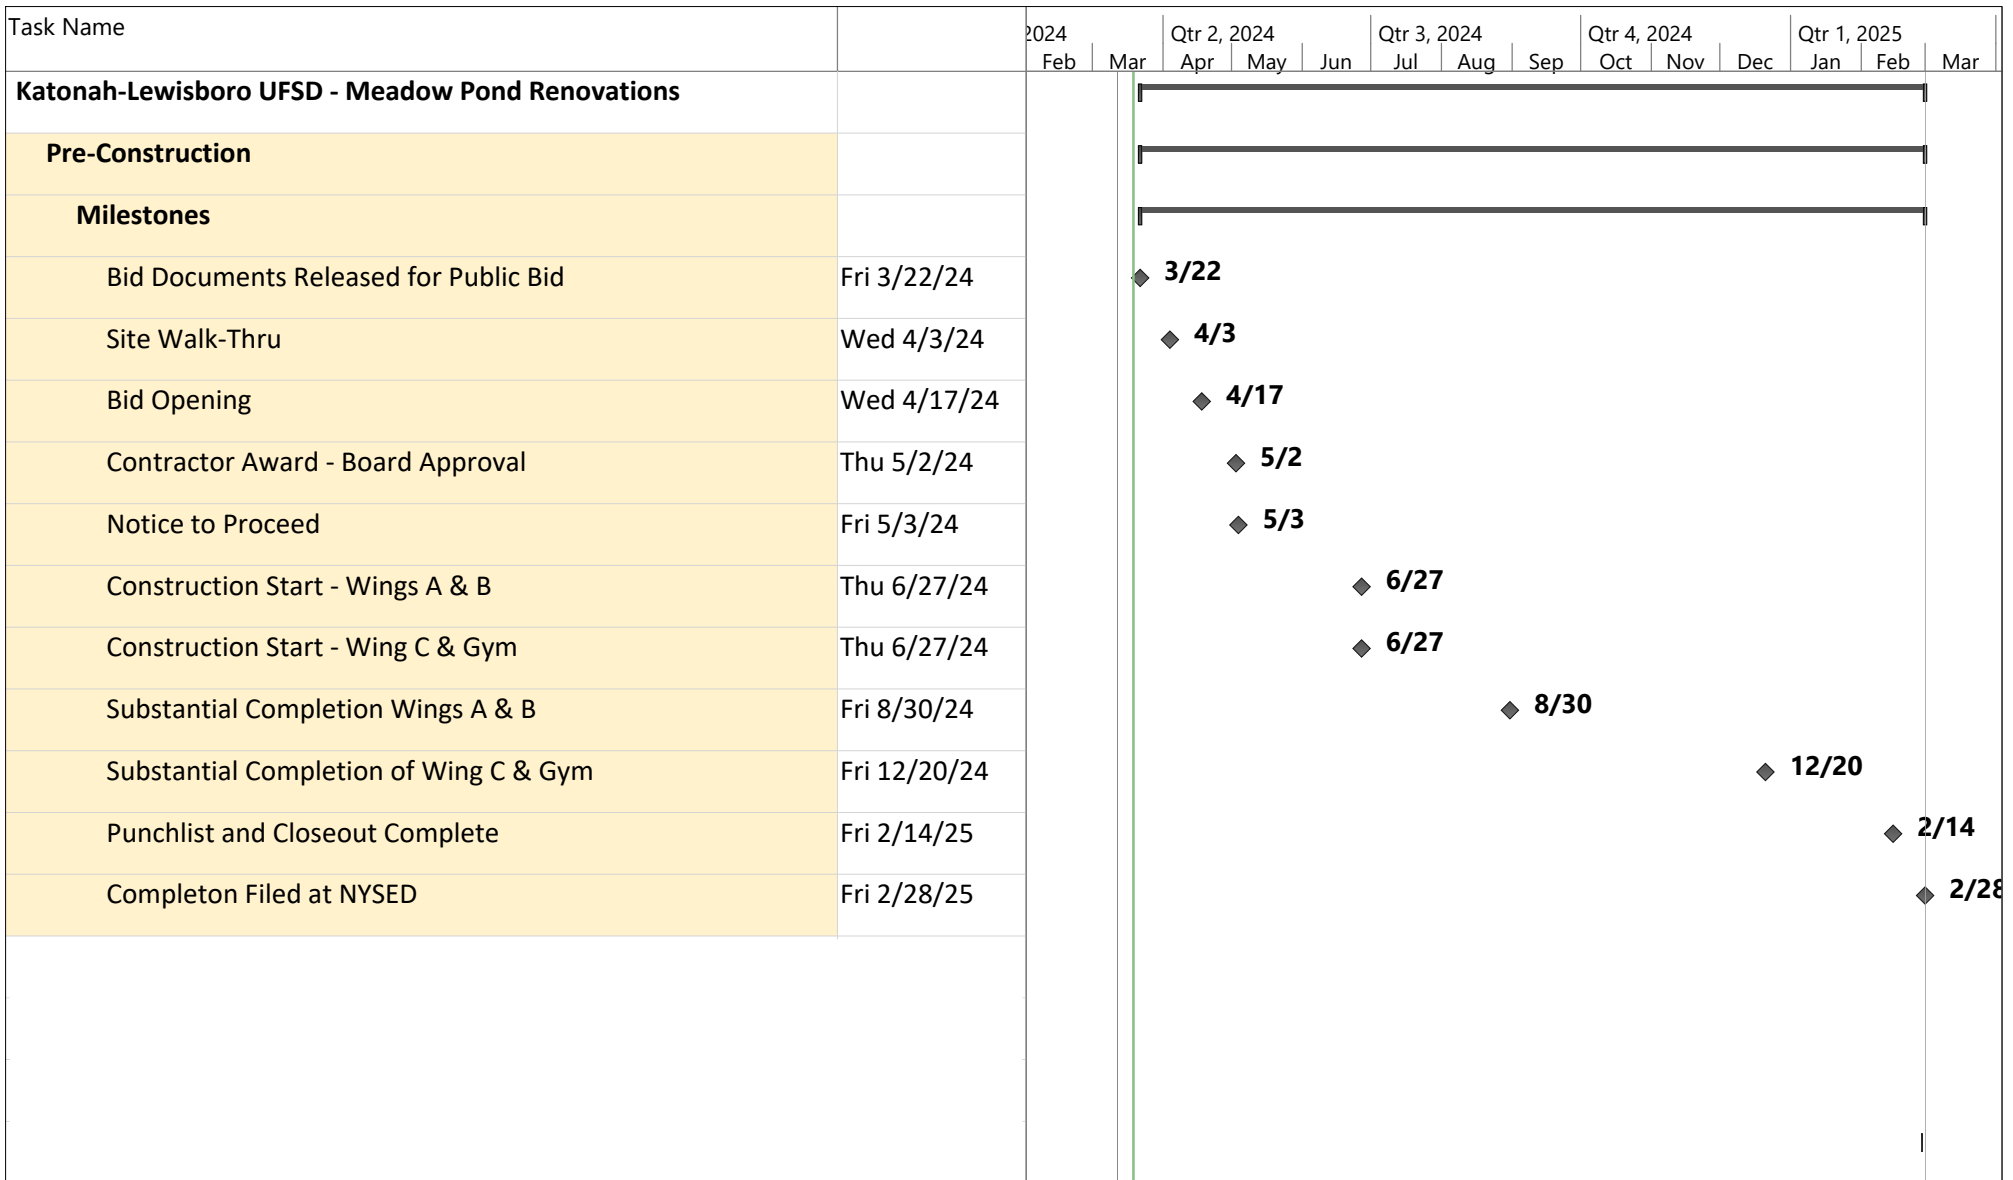 Task Name
2024 Qtr 2, 2024 Qtr 3, 2024 Qtr 4, 2024 Qtr 1, 2025
Feb Mar Apr May Jun Jul Aug Sep Oct Nov Dec Jan Feb Mar
Katonah-Lewisboro UFSD - Meadow Pond Renovations
Pre-Construction
Milestones
Bid Documents Released for Public Bid Fri 3/22/24 3/22
Site Walk-Thru Wed 4/3/24 4/3
Bid Opening Wed 4/17/24 4/17
Contractor Award - Board Approval Thu 5/2/24 5/2
Notice to Proceed Fri 5/3/24 5/3
Construction Start - Wings A & B Thu 6/27/24 6/27
Construction Start - Wing C & Gym Thu 6/27/24 6/27
Substantial Completion Wings A & B Fri 8/30/24 8/30
Substantial Completion of Wing C & Gym Fri 12/20/24 12/20
Punchlist and Closeout Complete Fri 2/14/25 2/14
Completon Filed at NYSED Fri 2/28/25 2/28